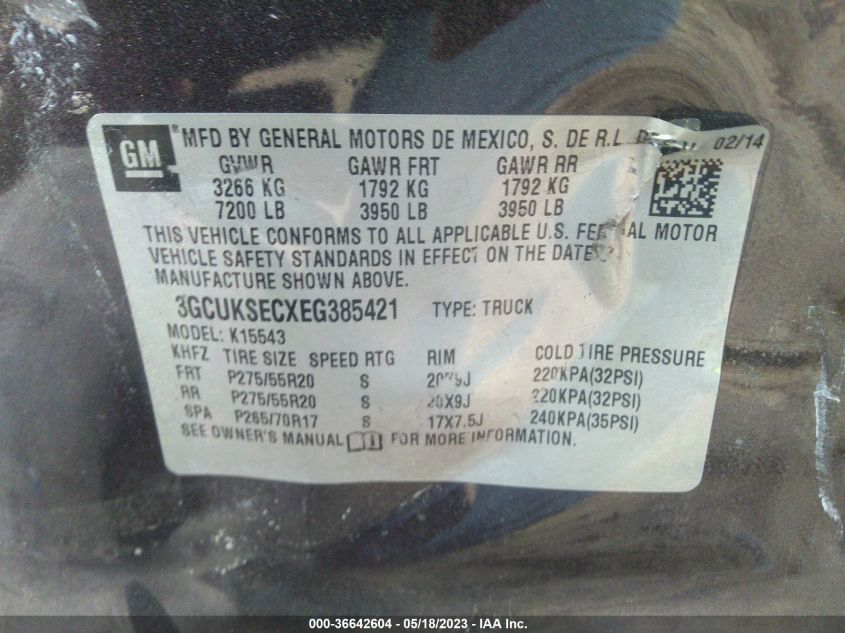 GM ® MFD BY GENERAL MOTORS DE MEXICO, S. DE R.L. 02/14
GVWR GAWR FRT GAWR RR
3266 KG 1792 KG 1792 KG
7200 LB 3950 LB 3950 LB
THIS VEHICLE CONFORMS TO ALL APPLICABLE U.S. FEDERAL MOTOR
VEHICLE SAFETY STANDARDS IN EFFECT ON THE DATE
MANUFACTURE SHOWN ABOVE.
3GCUKSECXEG385421 TYPE: TRUCK
MODEL: K15543
KHFZ TIRE SIZE SPEED RTG RIM COLD TIRE PRESSURE
FRT P275/55R20 S 20X9J 220KPA(32PSI)
RR P275/55R20 S 20X9J 220KPA(32PSI)
SPA P265/70R17 S 17X7.5J 240KPA(35PSI)
SEE OWNER'S MANUAL FOR MORE INFORMATION.
000-36642604 - 05/18/2023 - IAA Inc.